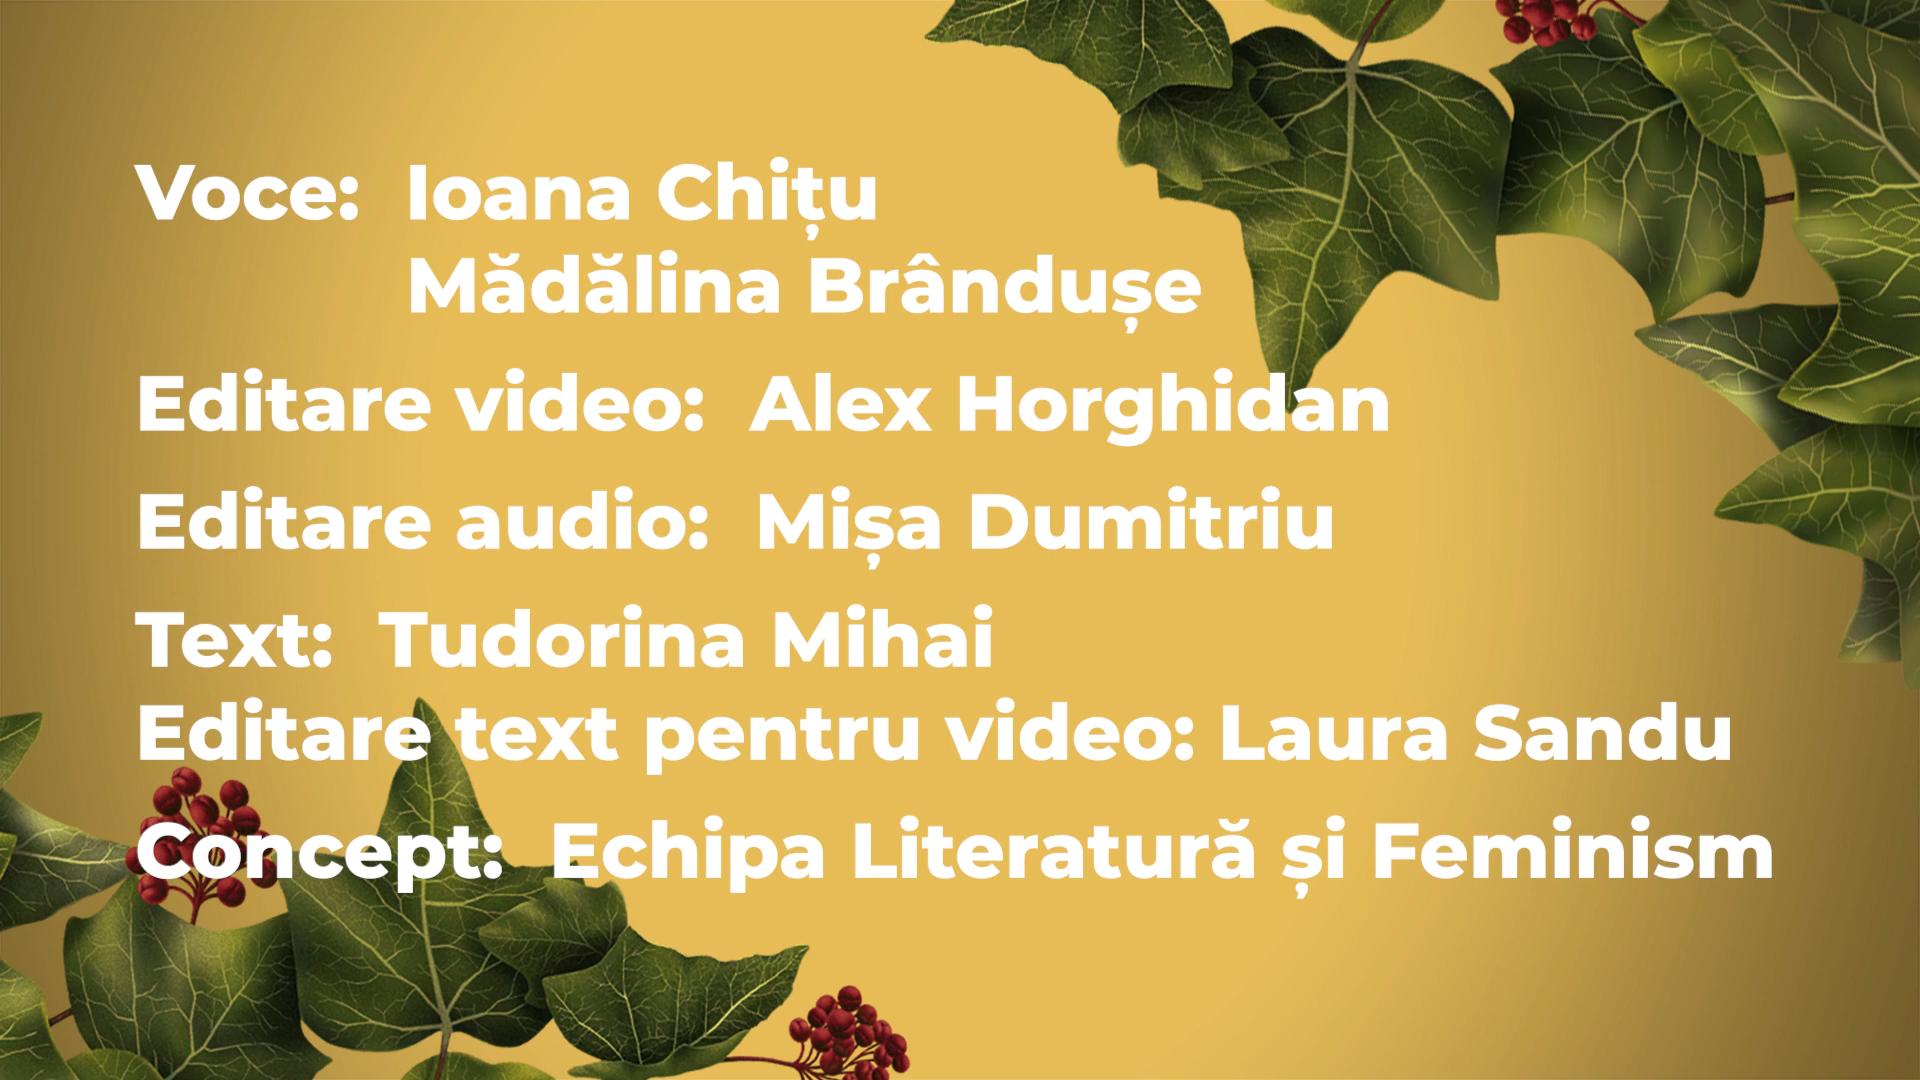 Voce: Ioana Chițu
Mădălina Brândușe
Editare video: Alex Horghidan
Editare audio: Mișa Dumitriu
Text: Tudorina Mihai
Editare text pentru video: Laura Sandu
Concept: Echipa Literatură și Feminism